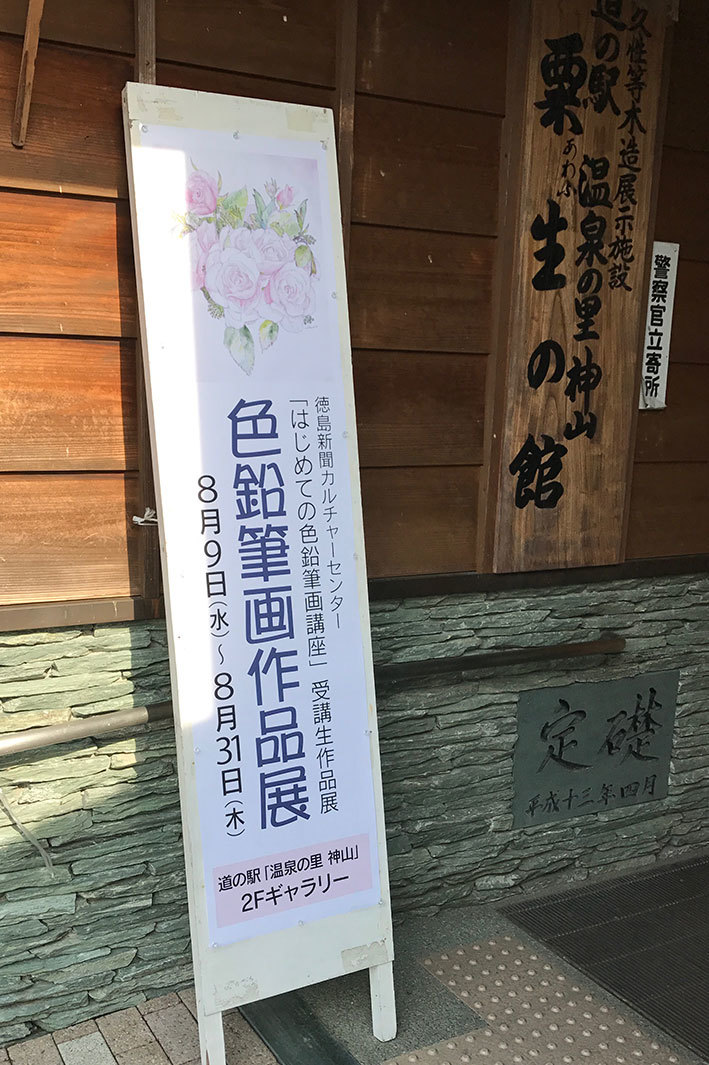 徳島新聞カルチャーセンター
「はじめての色鉛筆画講座」受講生作品展
色鉛筆画作品展
8月9日(水)～8月31日(木)
道の駅「温泉の里 神山」
2Fギャラリー
久性等木造展示施設
道の駅 温泉の里神山
粟生の館
あわふ
警察官立寄所
定礎
平成十三年四月